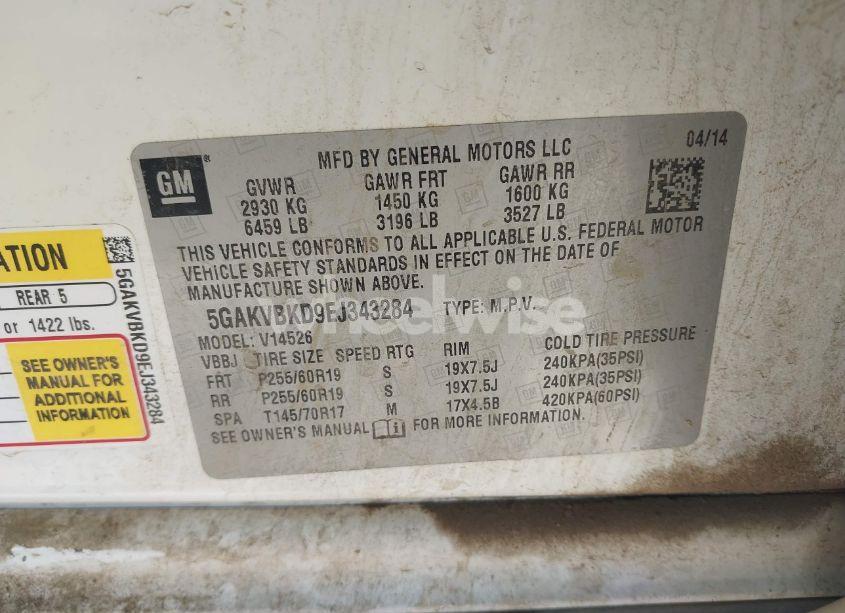 GM
®
MFD BY GENERAL MOTORS LLC
04/14
GVWR GAWR FRT GAWR RR
2930 KG 1450 KG 1600 KG
6459 LB 3196 LB 3527 LB
THIS VEHICLE CONFORMS TO ALL APPLICABLE U.S. FEDERAL MOTOR
VEHICLE SAFETY STANDARDS IN EFFECT ON THE DATE OF
MANUFACTURE SHOWN ABOVE.
5GAKVBKD9EJ343284 TYPE: M.P.V.
MODEL: V14526
VBBJ TIRE SIZE SPEED RTG RIM COLD TIRE PRESSURE
FRT P255/60R19 S 19X7.5J 240KPA(35PSI)
RR P255/60R19 S 19X7.5J 240KPA(35PSI)
SPA T145/70R17 M 17X4.5B 420KPA(60PSI)
SEE OWNER'S MANUAL i FOR MORE INFORMATION.
ATION
REAR 5
or 1422 lbs.
SEE OWNER'S
MANUAL FOR
ADDITIONAL
INFORMATION
5GAKVBKD9EJ343284
wheelwise